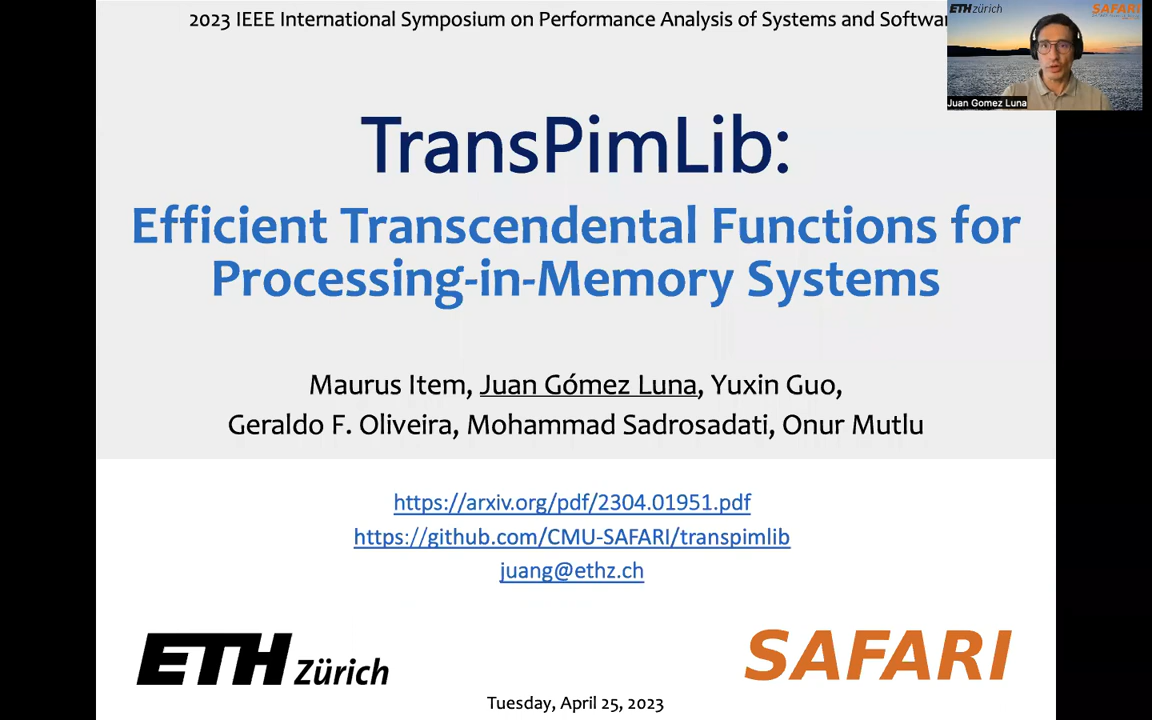 2023 IEEE International Symposium on Performance Analysis of Systems and
ETH zürich
SAFARI
Juan Gomez Luna
TransPimLib:
Efficient Transcendental Functions for
Processing-in-Memory Systems
Maurus Item, Juan Gómez Luna, Yuxin Guo,
Geraldo F. Oliveira, Mohammad Sadrosadati, Onur Mutlu
https://arxiv.org/pdf/2304.01951.pdf
https://github.com/CMU-SAFARI/transpimlib
juang@ethz.ch
ETH Zürich
SAFARI
Tuesday, April 25, 2023